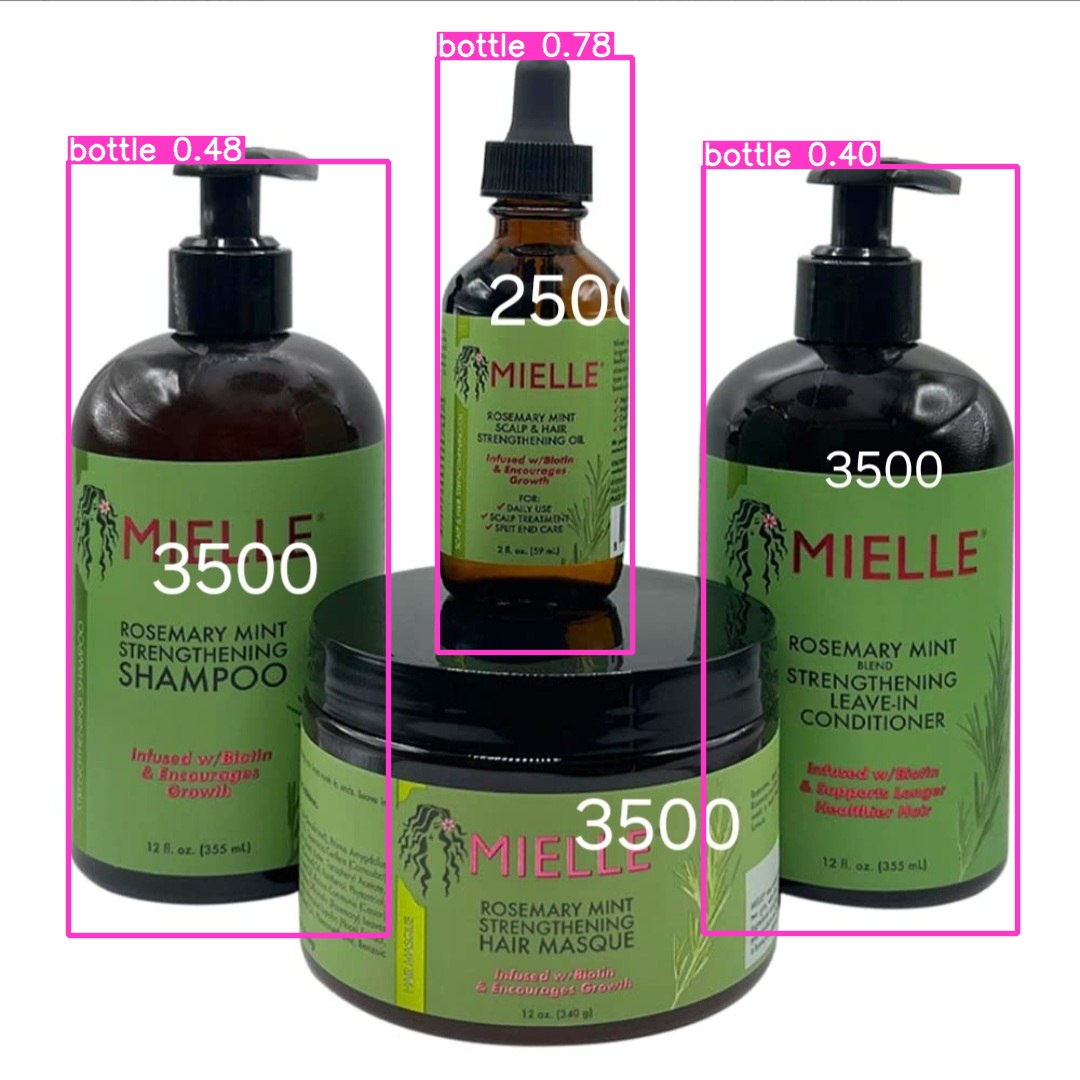 bottle 0.78
bottle 0.48
bottle 0.40
2500
MIELLE
ROSEMARY MINT
SCALP & HAIR
STRENGTHENING OIL
Infused w/Biotin
& Encourages
Growth
FOR:
DAILY USE
SCALP TREATMENT
SPLIT END CARE
2 fl. oz. (59 mL)
MIELLE®
3500
ROSEMARY MINT
STRENGTHENING
SHAMPOO
Infused w/Biotin
& Encourages
Growth
12 fl. oz. (355 mL)
STRENGTHENING SHAMPOO
3500
MIELLE®
ROSEMARY MINT
BLEND
STRENGTHENING
LEAVE-IN
CONDITIONER
Infused w/Biotin
& Supports Longer
Healthier Hair
12 fl. oz. (355 mL)
3500
MIELLE
ROSEMARY MINT
STRENGTHENING
HAIR MASQUE
Infused w/Biotin
& Encourages Growth
12 oz. (340 g)
HAIR MASQUE